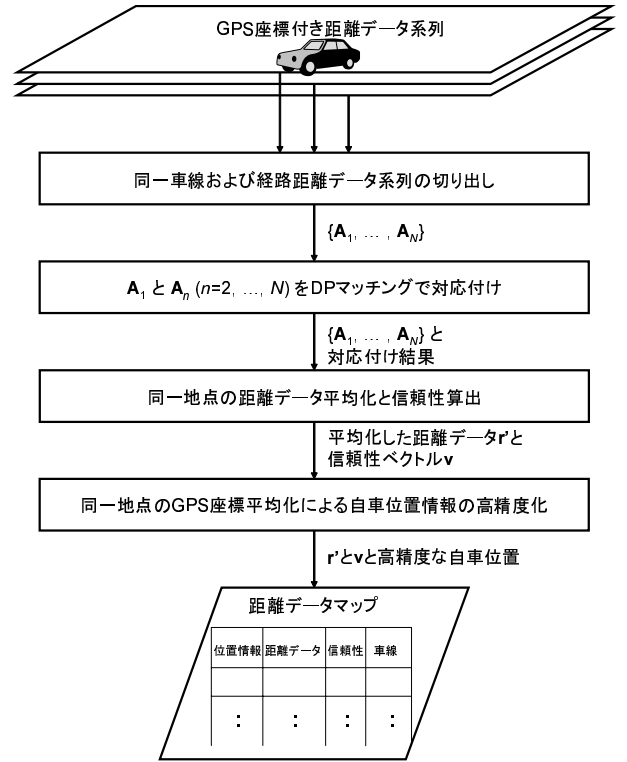 GPS座標付き距離データ系列
同一車線および経路距離データ系列の切り出し
{A1, … , AN}
A1 と An (n=2, …, N) をDPマッチングで対応付け
{A1, … , AN} と
対応付け結果
同一地点の距離データ平均化と信頼性算出
平均化した距離データr'と
信頼性ベクトルv
同一地点のGPS座標平均化による自車位置情報の高精度化
r'とvと高精度な自車位置
距離データマップ
位置情報 距離データ 信頼性 車線
: : : :